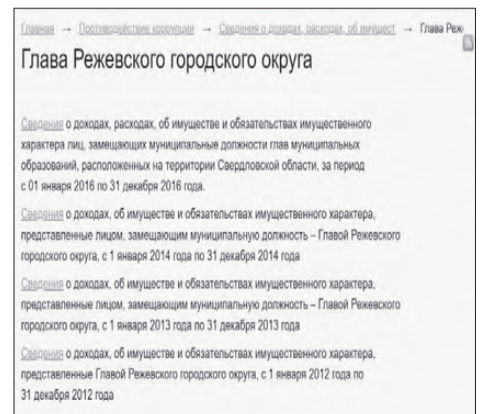 Главная → Противодействие коррупции → Сведения о доходах, расходах, об имущест → Глава Реж
Глава Режевского городского округа
Сведения о доходах, расходах, об имуществе и обязательствах имущественного
характера лиц, замещающих муниципальные должности глав муниципальных
образований, расположенных на территории Свердловской области, за период
с 01 января 2016 по 31 декабря 2016 года.
Сведения о доходах, об имуществе и обязательствах имущественного характера,
представленные лицом, замещающим муниципальную должность – Главой Режевского
городского округа, с 1 января 2014 года по 31 декабря 2014 года
Сведения о доходах, об имуществе и обязательствах имущественного характера,
представленные лицом, замещающим муниципальную должность – Главой Режевского
городского округа, с 1 января 2013 года по 31 декабря 2013 года
Сведения о доходах, об имуществе и обязательствах имущественного характера,
представленные Главой Режевского городского округа, с 1 января 2012 года по
31 декабря 2012 года